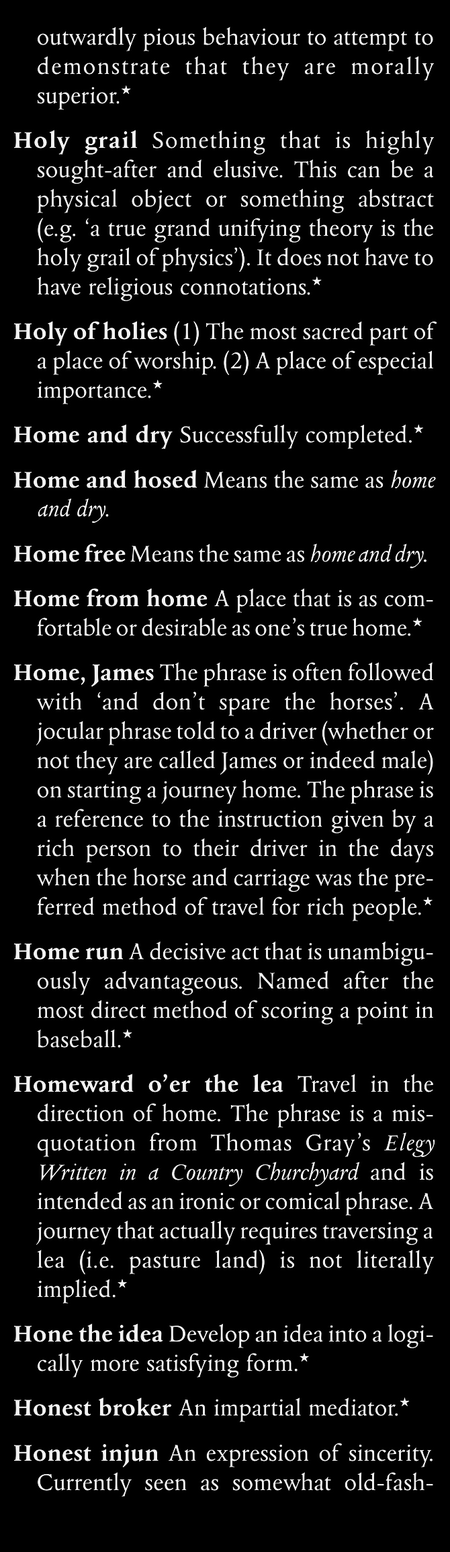 outwardly pious behaviour to attempt to
demonstrate that they are morally
superior.★
Holy grail Something that is highly
sought-after and elusive. This can be a
physical object or something abstract
(e.g. ‘a true grand unifying theory is the
holy grail of physics’). It does not have to
have religious connotations.★
Holy of holies (1) The most sacred part of
a place of worship. (2) A place of especial
importance.★
Home and dry Successfully completed.★
Home and hosed Means the same as home
and dry.
Home free Means the same as home and dry.
Home from home A place that is as com-
fortable or desirable as one’s true home.★
Home, James The phrase is often followed
with ‘and don’t spare the horses’. A
jocular phrase told to a driver (whether or
not they are called James or indeed male)
on starting a journey home. The phrase is
a reference to the instruction given by a
rich person to their driver in the days
when the horse and carriage was the pre-
ferred method of travel for rich people.★
Home run A decisive act that is unambigu-
ously advantageous. Named after the
most direct method of scoring a point in
baseball.★
Homeward o’er the lea Travel in the
direction of home. The phrase is a mis-
quotation from Thomas Gray’s Elegy
Written in a Country Churchyard and is
intended as an ironic or comical phrase. A
journey that actually requires traversing a
lea (i.e. pasture land) is not literally
implied.★
Hone the idea Develop an idea into a logi-
cally more satisfying form.★
Honest broker An impartial mediator.★
Honest injun An expression of sincerity.
Currently seen as somewhat old-fash-